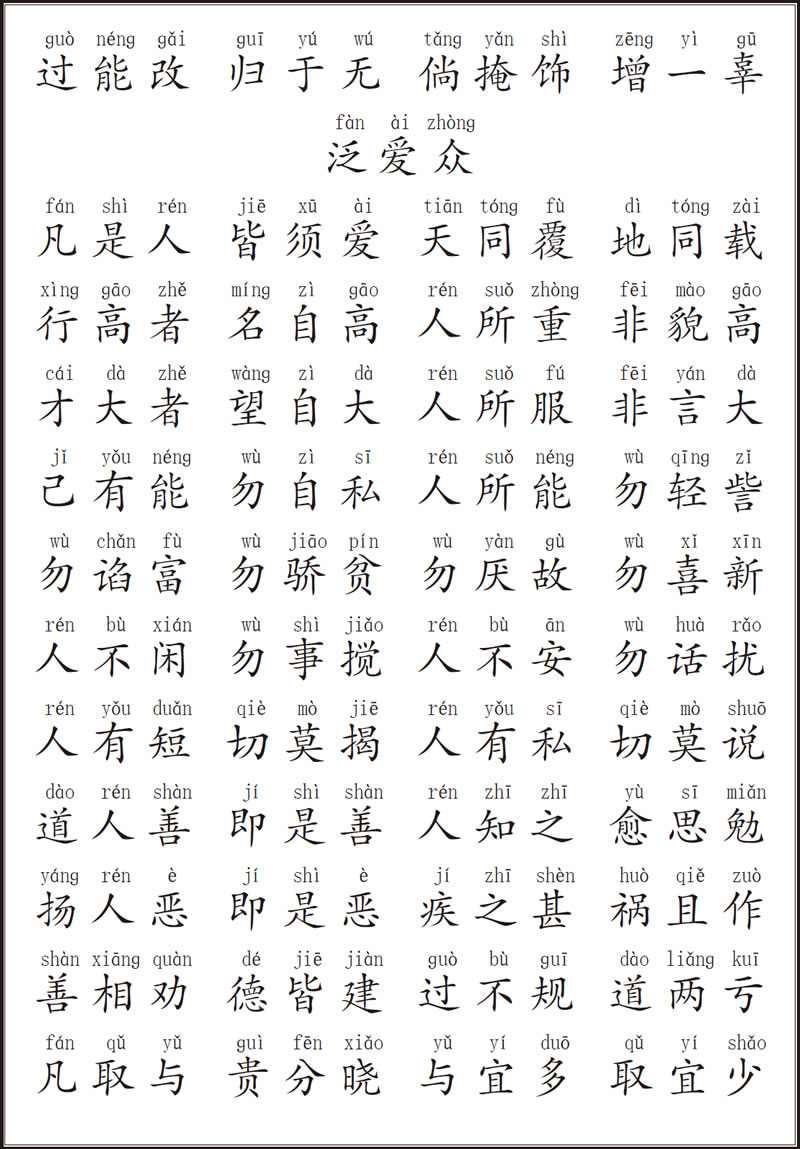 guò néng gǎi guī yú wú tǎng yǎn shì zēng yì gū
过能改 归于无 倘掩饰 增一辜
fàn ài zhòng
泛爱众
fán shì rén jiē xū ài tiān tóng fù dì tóng zài
凡是人 皆须爱 天同覆 地同载
xìng gāo zhě míng zì gāo rén suǒ zhòng fēi mào gāo
行高者 名自高 人所重 非貌高
cái dà zhě wàng zì dà rén suǒ fú fēi yán dà
才大者 望自大 人所服 非言大
jǐ yǒu néng wù zì sī rén suǒ néng wù qīng zǐ
己有能 勿自私 人所能 勿轻訾
wù chǎn fù wù jiāo pín wù yàn gù wù xǐ xīn
勿谄富 勿骄贫 勿厌故 勿喜新
rén bù xián wù shì jiǎo rén bù ān wù huà rǎo
人不闲 勿事搅 人不安 勿话扰
rén yǒu duǎn qiè mò jiē rén yǒu sī qiè mò shuō
人有短 切莫揭 人有私 切莫说
dào rén shàn jí shì shàn rén zhī zhī yù sī miǎn
道人善 即是善 人知之 愈思勉
yáng rén è jí shì è jí zhī shèn huò qiě zuò
扬人恶 即是恶 疾之甚 祸且作
shàn xiāng quàn dé jiē jiàn guò bù guī dào liǎng kuī
善相劝 德皆建 过不规 道两亏
fán qǔ yǔ guì fēn xiǎo yǔ yí duō qǔ yí shǎo
凡取与 贵分晓 与宜多 取宜少